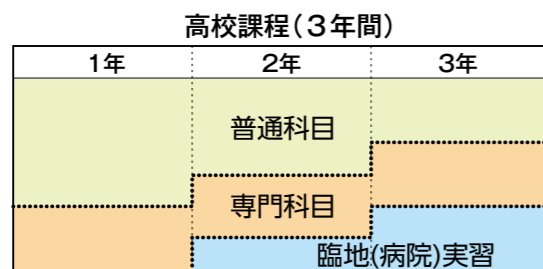 高校課程(3年間)
1年 2年 3年
普通科目
専門科目
臨地(病院)実習